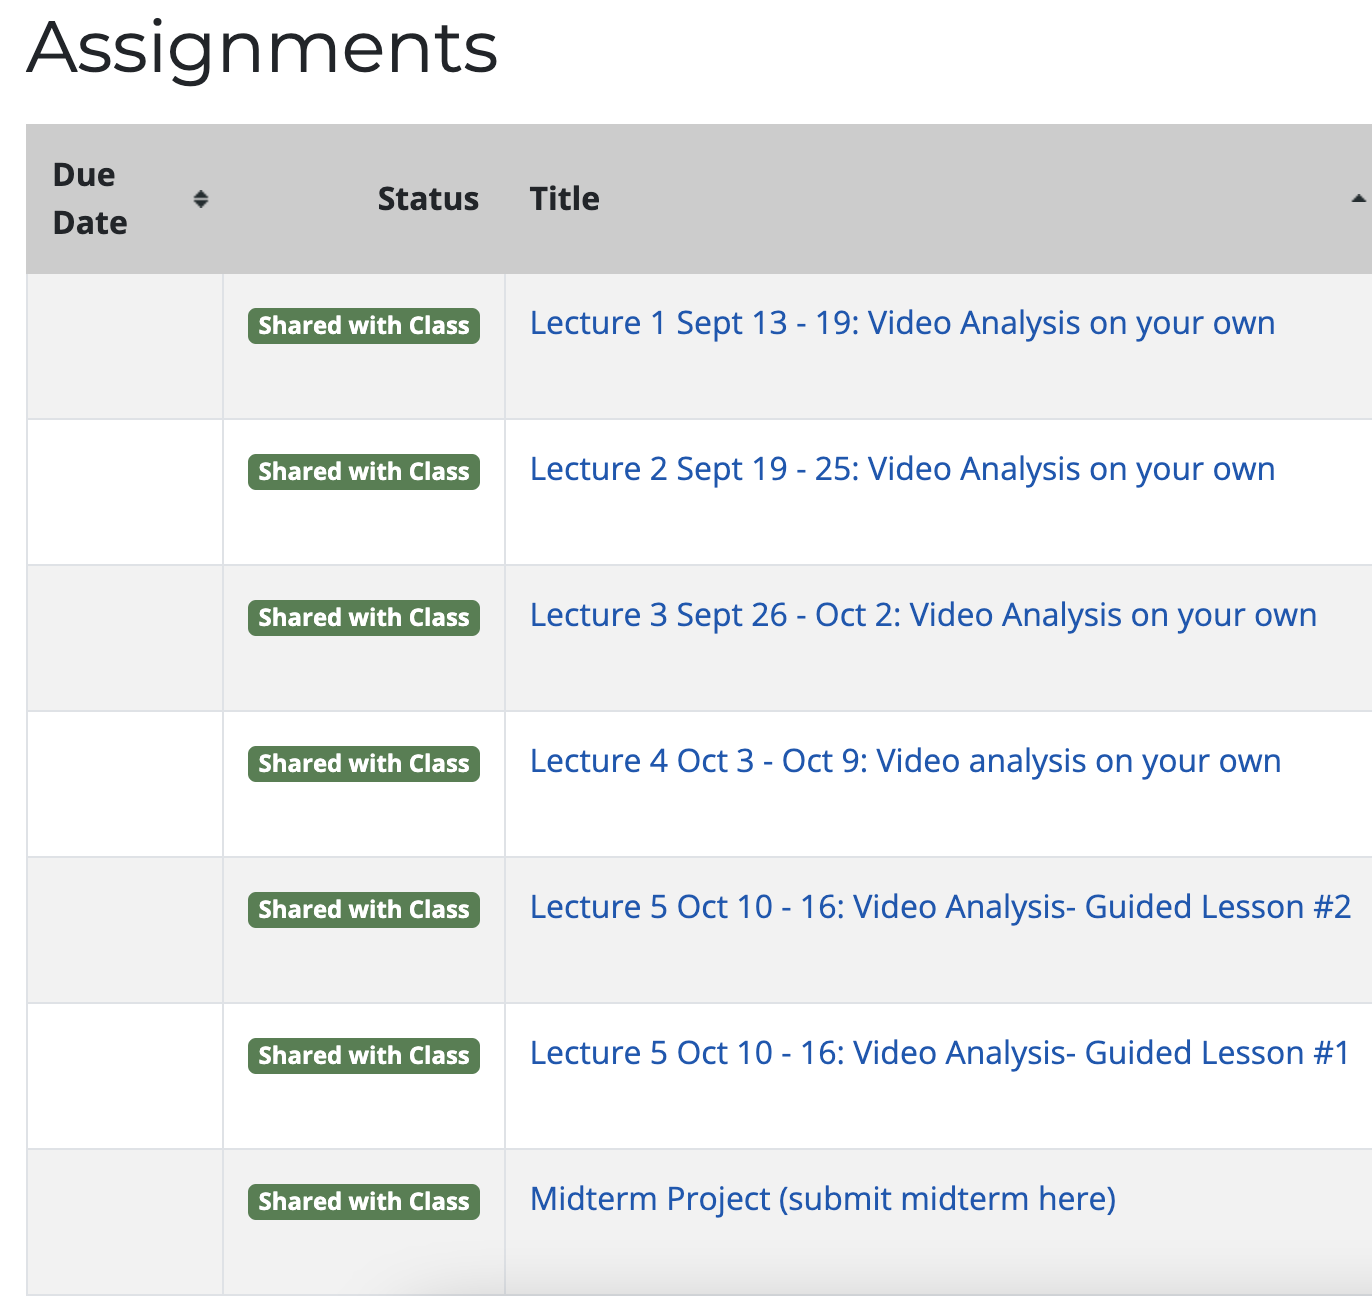 Assignments
Due
Date
Status
Title
Shared with Class
Lecture 1 Sept 13 - 19: Video Analysis on your own
Shared with Class
Lecture 2 Sept 19 - 25: Video Analysis on your own
Shared with Class
Lecture 3 Sept 26 - Oct 2: Video Analysis on your own
Shared with Class
Lecture 4 Oct 3 - Oct 9: Video analysis on your own
Shared with Class
Lecture 5 Oct 10 - 16: Video Analysis- Guided Lesson #2
Shared with Class
Lecture 5 Oct 10 - 16: Video Analysis- Guided Lesson #1
Shared with Class
Midterm Project (submit midterm here)